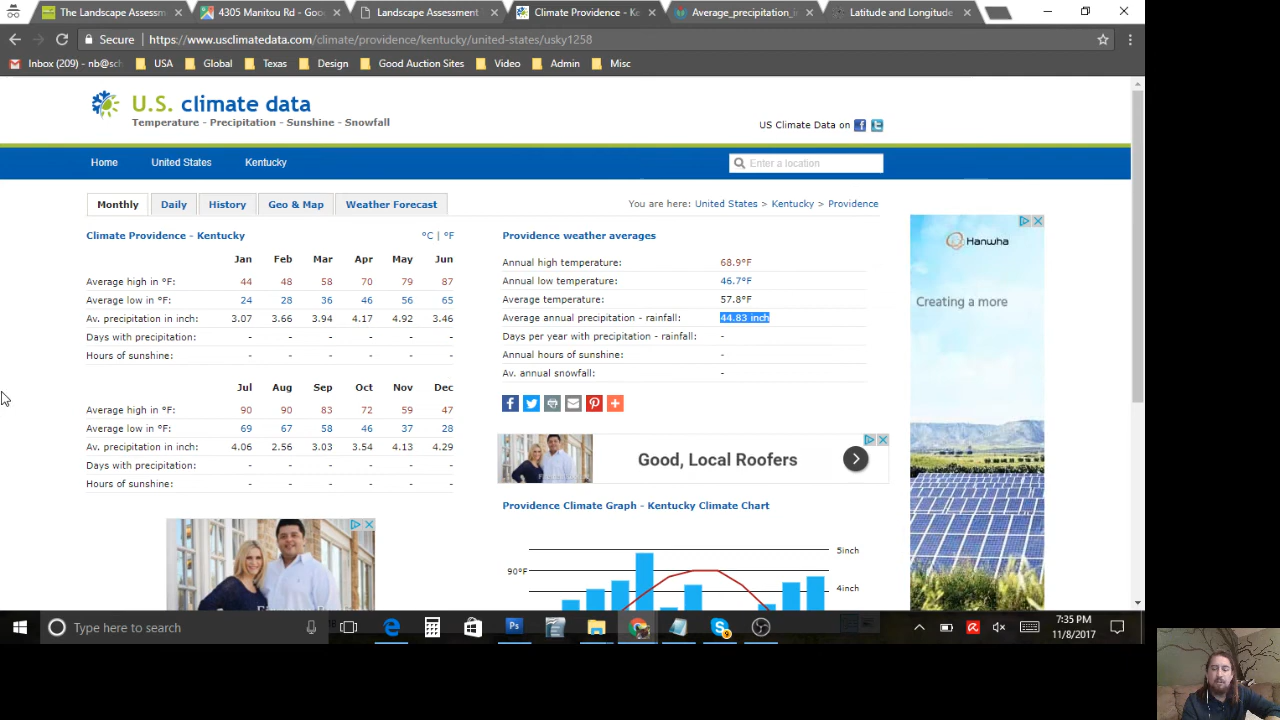 The Landscape Assessm
4305 Manitou Rd - Goo
Landscape Assessment
Climate Providence - Ke
Average_precipitation_i
Latitude and Longitude
Secure | https://www.usclimatedata.com/climate/providence/kentucky/united-states/usky1258
Inbox (209) - nb@sch USA Global Texas Design Good Auction Sites Video Admin Misc
U.S. climate data
Temperature - Precipitation - Sunshine - Snowfall
US Climate Data on
Home United States Kentucky
Enter a location
Monthly Daily History Geo & Map Weather Forecast
You are here: United States > Kentucky > Providence
Climate Providence - Kentucky °C | °F
Jan Feb Mar Apr May Jun
Average high in °F: 44 48 58 70 79 87
Average low in °F: 24 28 36 46 56 65
Av. precipitation in inch: 3.07 3.66 3.94 4.17 4.92 3.46
Days with precipitation: - - - - - -
Hours of sunshine: - - - - - -
Jul Aug Sep Oct Nov Dec
Average high in °F: 90 90 83 72 59 47
Average low in °F: 69 67 58 46 37 28
Av. precipitation in inch: 4.06 2.56 3.03 3.54 4.13 4.29
Days with precipitation: - - - - - -
Hours of sunshine: - - - - - -
Providence weather averages
Annual high temperature: 68.9°F
Annual low temperature: 46.7°F
Average temperature: 57.8°F
Average annual precipitation - rainfall: 44.83 inch
Days per year with precipitation - rainfall: -
Annual hours of sunshine: -
Av. annual snowfall: -
Good, Local Roofers
Providence Climate Graph - Kentucky Climate Chart
5inch
90°F
4inch
Hanwha
Creating a more
Type here to search
7:35 PM
11/8/2017